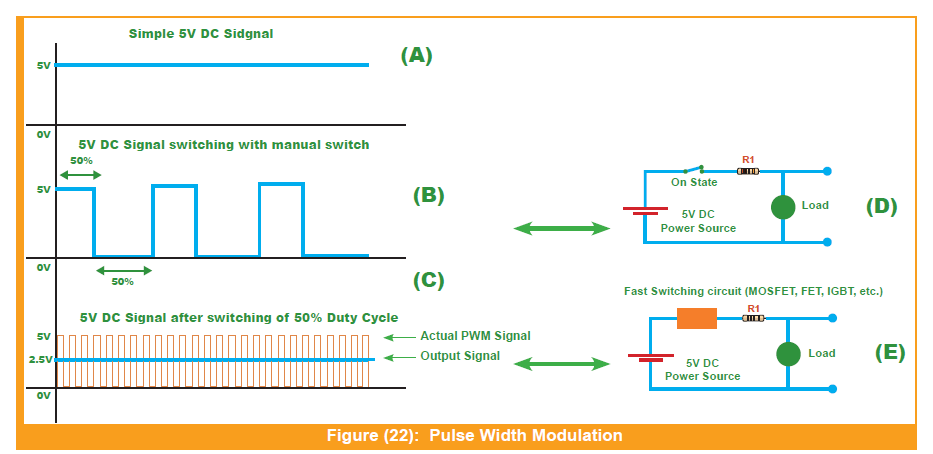 Simple 5V DC Sidgnal
(A)
5V
0V
5V DC Signal switching with manual switch
50%
5V
(B)
0V
50%
(C)
5V DC Signal after switching of 50% Duty Cycle
5V
Actual PWM Signal
2.5V
Output Signal
0V
R1
On State
Load
(D)
5V DC
Power Source
Fast Switching circuit (MOSFET, FET, IGBT, etc.)
R1
Load
(E)
5V DC
Power Source
Figure (22): Pulse Width Modulation